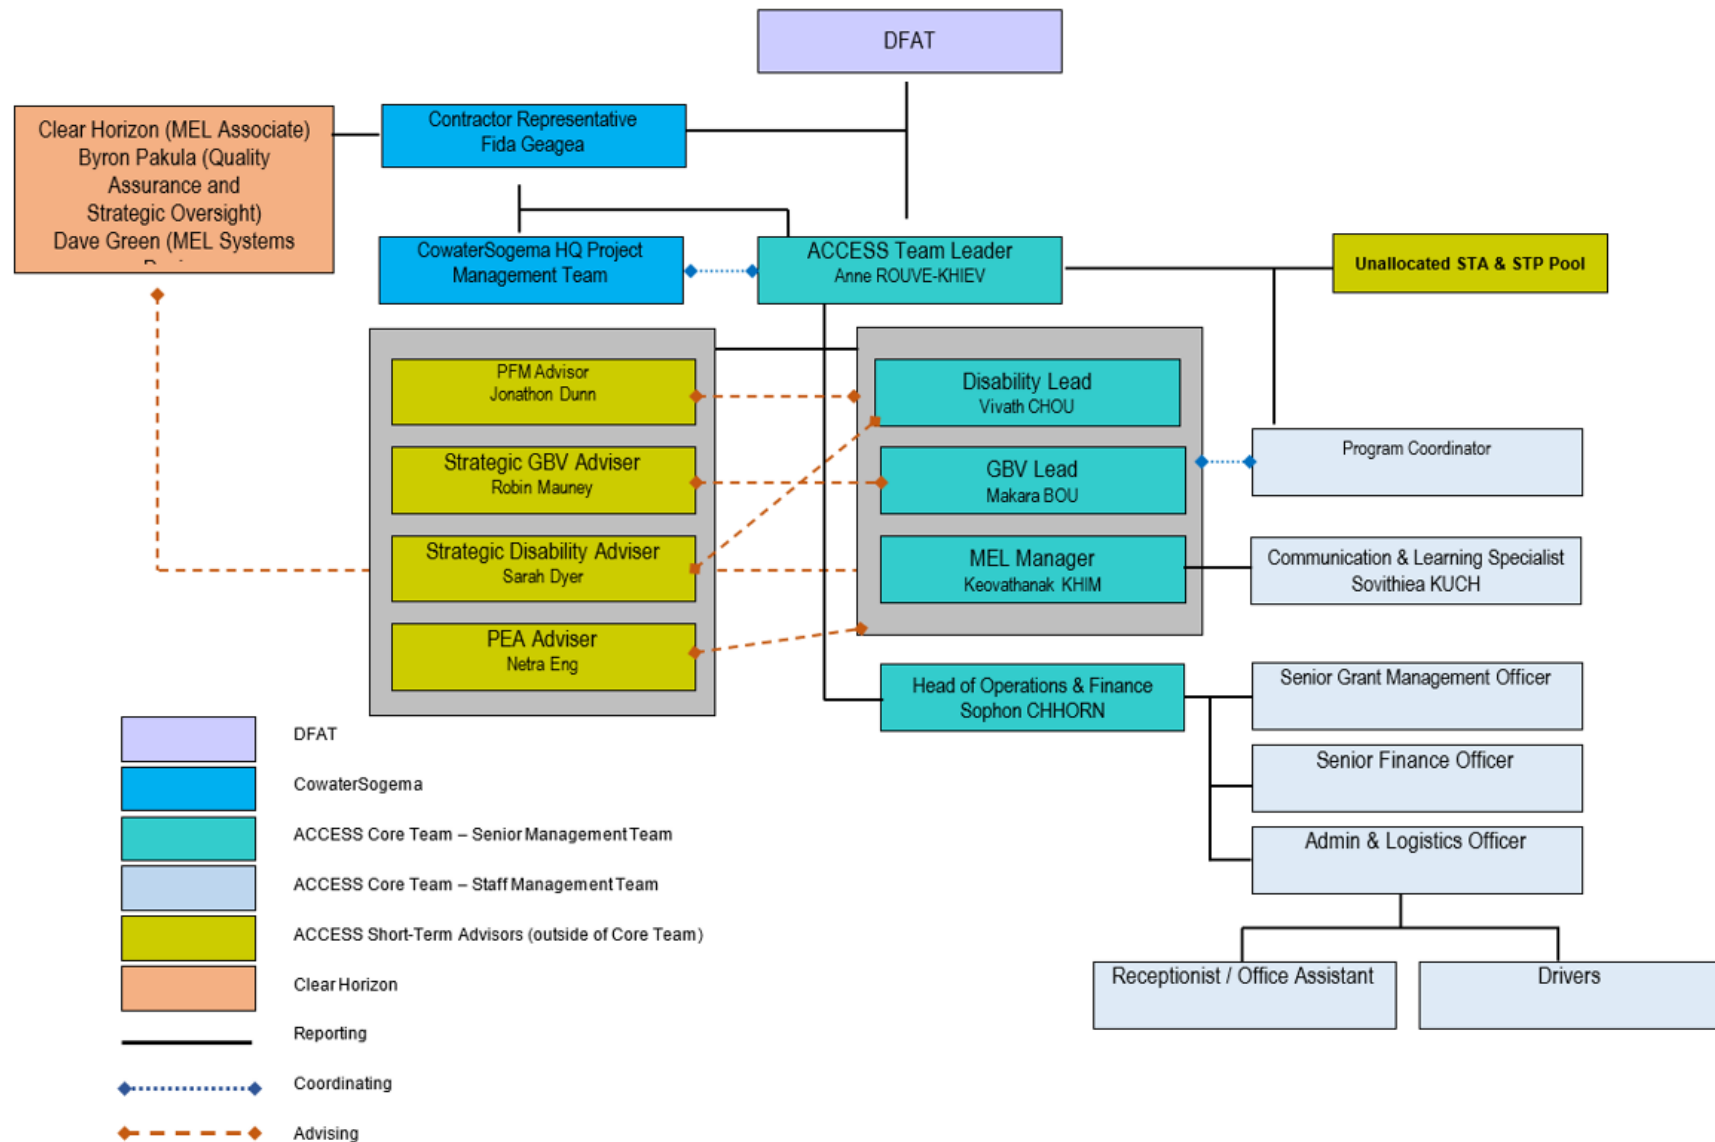 DFAT
Clear Horizon (MEL Associate)
Byron Pakula (Quality
Assurance and
Strategic Oversight)
Dave Green (MEL Systems
Contractor Representative
Fida Geagea
CowaterSogema HQ Project
Management Team
ACCESS Team Leader
Anne ROUVE-KHIEV
Unallocated STA & STP Pool
PFM Advisor
Jonathon Dunn
Strategic GBV Adviser
Robin Mauney
Strategic Disability Adviser
Sarah Dyer
PEA Adviser
Netra Eng
Disability Lead
Vivath CHOU
GBV Lead
Makara BOU
MEL Manager
Keovathanak KHIM
Program Coordinator
Communication & Learning Specialist
Sovithiea KUCH
Head of Operations & Finance
Sophon CHHORN
Senior Grant Management Officer
Senior Finance Officer
Admin & Logistics Officer
Receptionist / Office Assistant
Drivers
DFAT
CowaterSogema
ACCESS Core Team – Senior Management Team
ACCESS Core Team – Staff Management Team
ACCESS Short-Term Advisors (outside of Core Team)
Clear Horizon
Reporting
Coordinating
Advising